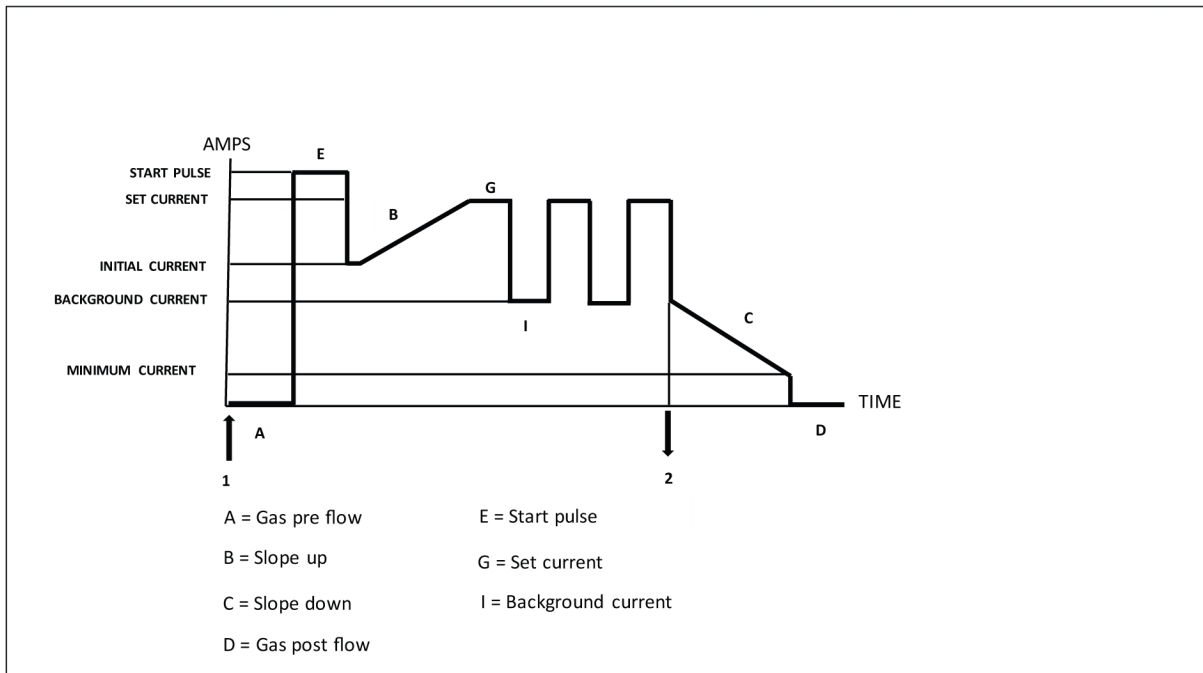 AMPS
E
START PULSE
SET CURRENT
G
B
INITIAL CURRENT
BACKGROUND CURRENT
I
C
MINIMUM CURRENT
TIME
A
D
1
2
A = Gas pre flow
E = Start pulse
B = Slope up
G = Set current
C = Slope down
I = Background current
D = Gas post flow